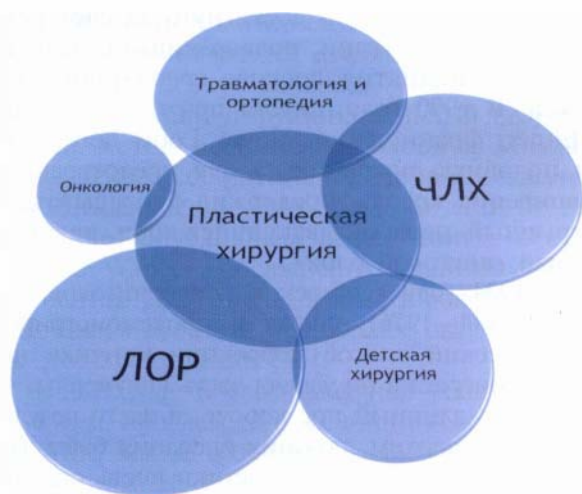 Травматология и
ортопедия
Онкология
ЧЛХ
Пластическая
хирургия
ЛОР
Детская
хирургия